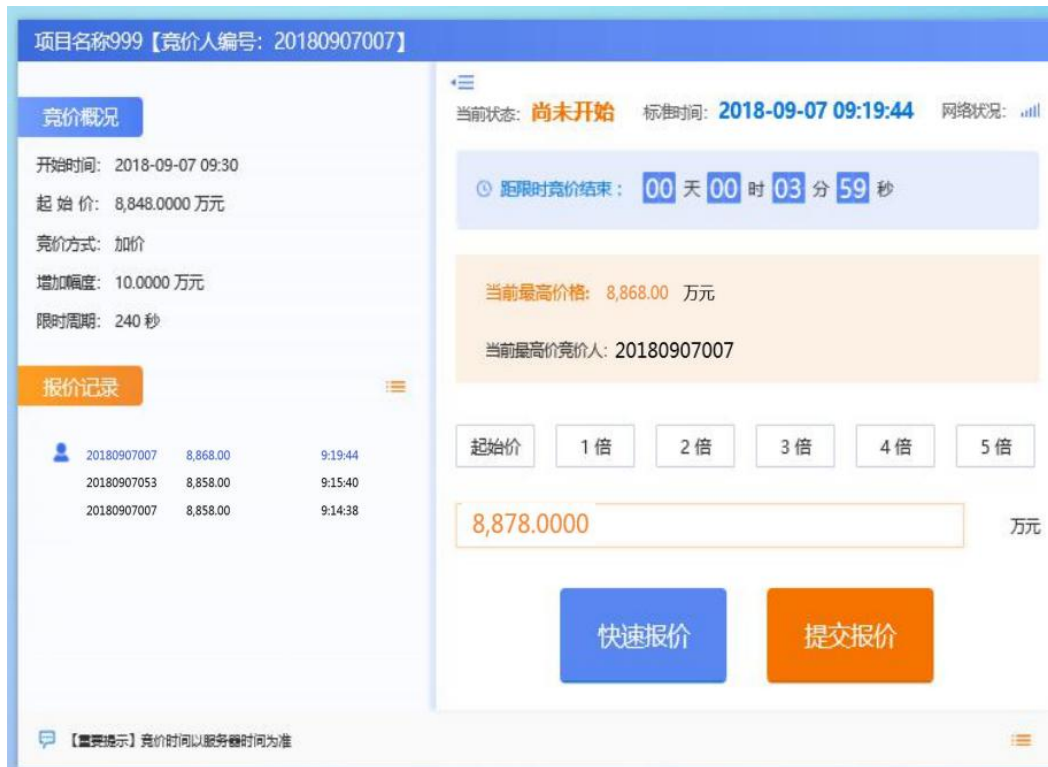 项目名称999【竞价人编号：20180907007】
竞价概况
开始时间： 2018-09-07 09:30
起 始 价： 8,848.0000 万元
竞价方式： 加价
增加幅度： 10.0000 万元
限时周期： 240 秒
报价记录
20180907007 8,868.00 9:19:44
20180907053 8,858.00 9:15:40
20180907007 8,858.00 9:14:38
当前状态： 尚未开始 标准时间： 2018-09-07 09:19:44 网络状况：
距限时竞价结束： 00 天 00 时 03 分 59 秒
当前最高价格： 8,868.00 万元
当前最高价竞价人： 20180907007
起始价 1 倍 2 倍 3 倍 4 倍 5 倍
8,878.0000 万元
快速报价 提交报价
【重要提示】竞价时间以服务器时间为准